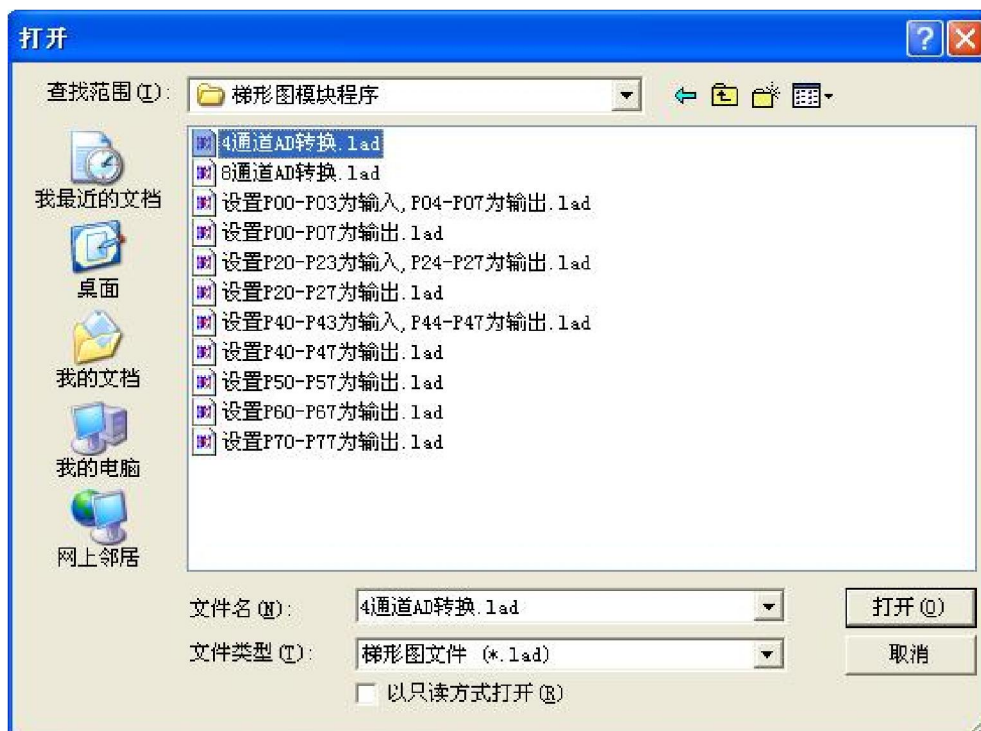 打开
查找范围(I): 梯形图模块程序
4通道AD转换.lad
8通道AD转换.lad
设置P00-P03为输入,P04-P07为输出.lad
设置P00-P07为输出.lad
设置P20-P23为输入,P24-P27为输出.lad
设置P20-P27为输出.lad
设置P40-P43为输入,P44-P47为输出.lad
设置P40-P47为输出.lad
设置P50-P57为输出.lad
设置P60-P67为输出.lad
设置P70-P77为输出.lad
我最近的文档
桌面
我的文档
我的电脑
网上邻居
文件名(N): 4通道AD转换.lad 打开(O)
文件类型(T): 梯形图文件 (*.lad) 取消
以只读方式打开(R)